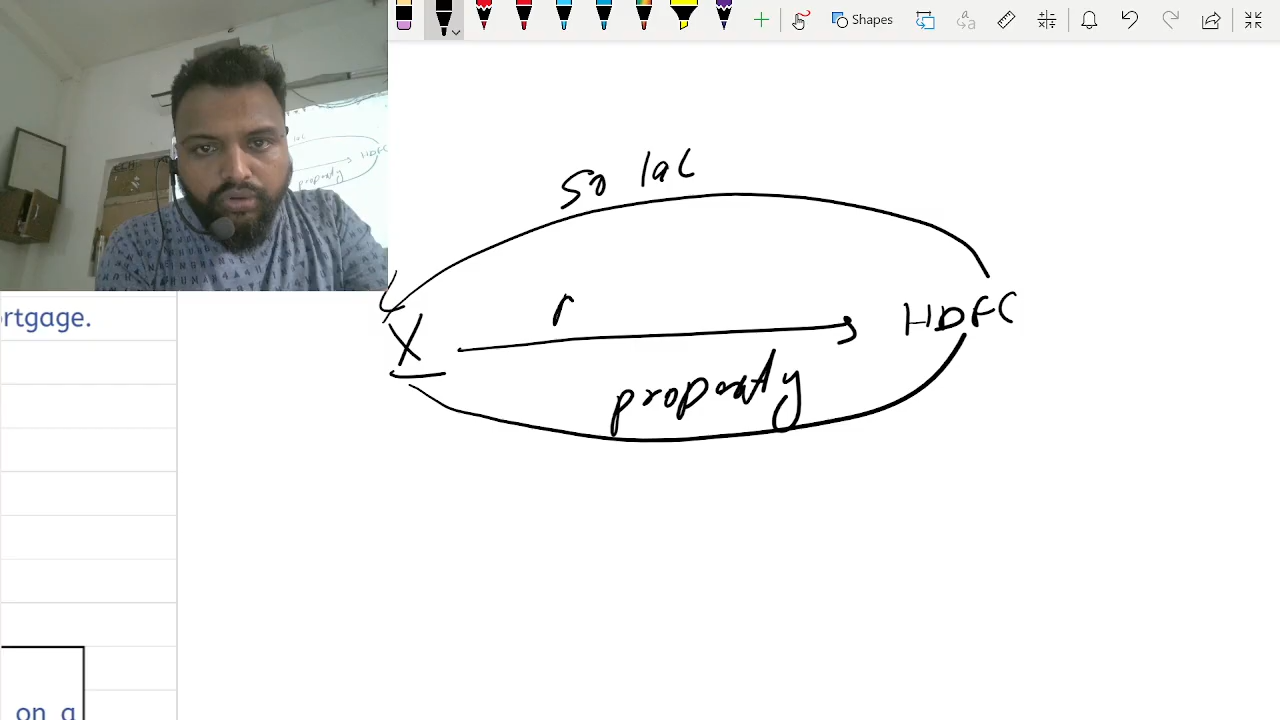 Shapes
50 lac
HDFC
rtgage.
r
X
property
on a